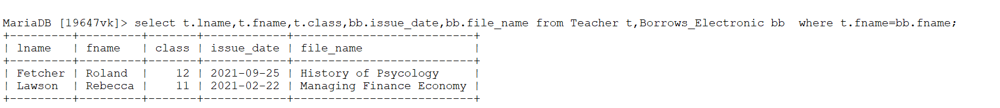 MariaDB [19647vk]> select t.lname,t.fname,t.class,bb.issue_date,bb.file_name from Teacher t,Borrows_Electronic bb  where t.fname=bb.fname;
+---------+---------+-------+------------+--------------------------+
| lname   | fname   | class | issue_date | file_name                |
+---------+---------+-------+------------+--------------------------+
| Fetcher | Roland  |    12 | 2021-09-25 | History of Psycology     |
| Lawson  | Rebecca |    11 | 2021-02-22 | Managing Finance Economy |
+---------+---------+-------+------------+--------------------------+